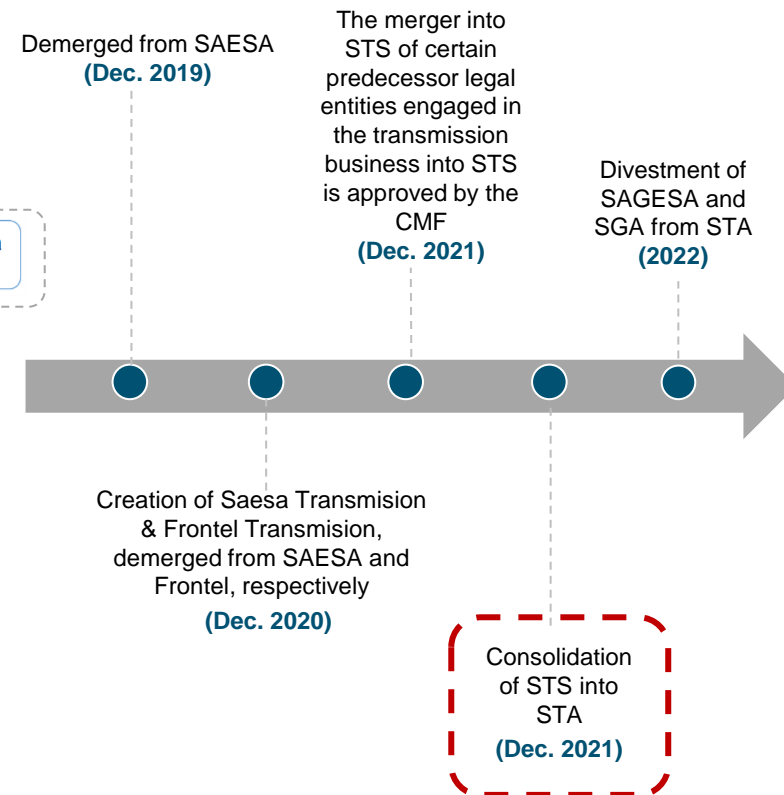 Demerged from SAESA
(Dec. 2019)
The merger into
STS of certain
predecessor legal
entities engaged in
the transmission
business into STS
is approved by the
CMF
(Dec. 2021)
Divestment of
SAGESA and
SGA from STA
(2022)
Creation of Saesa Transmision
& Frontel Transmision,
demerged from SAESA and
Frontel, respectively
(Dec. 2020)
Consolidation
of STS into
STA
(Dec. 2021)